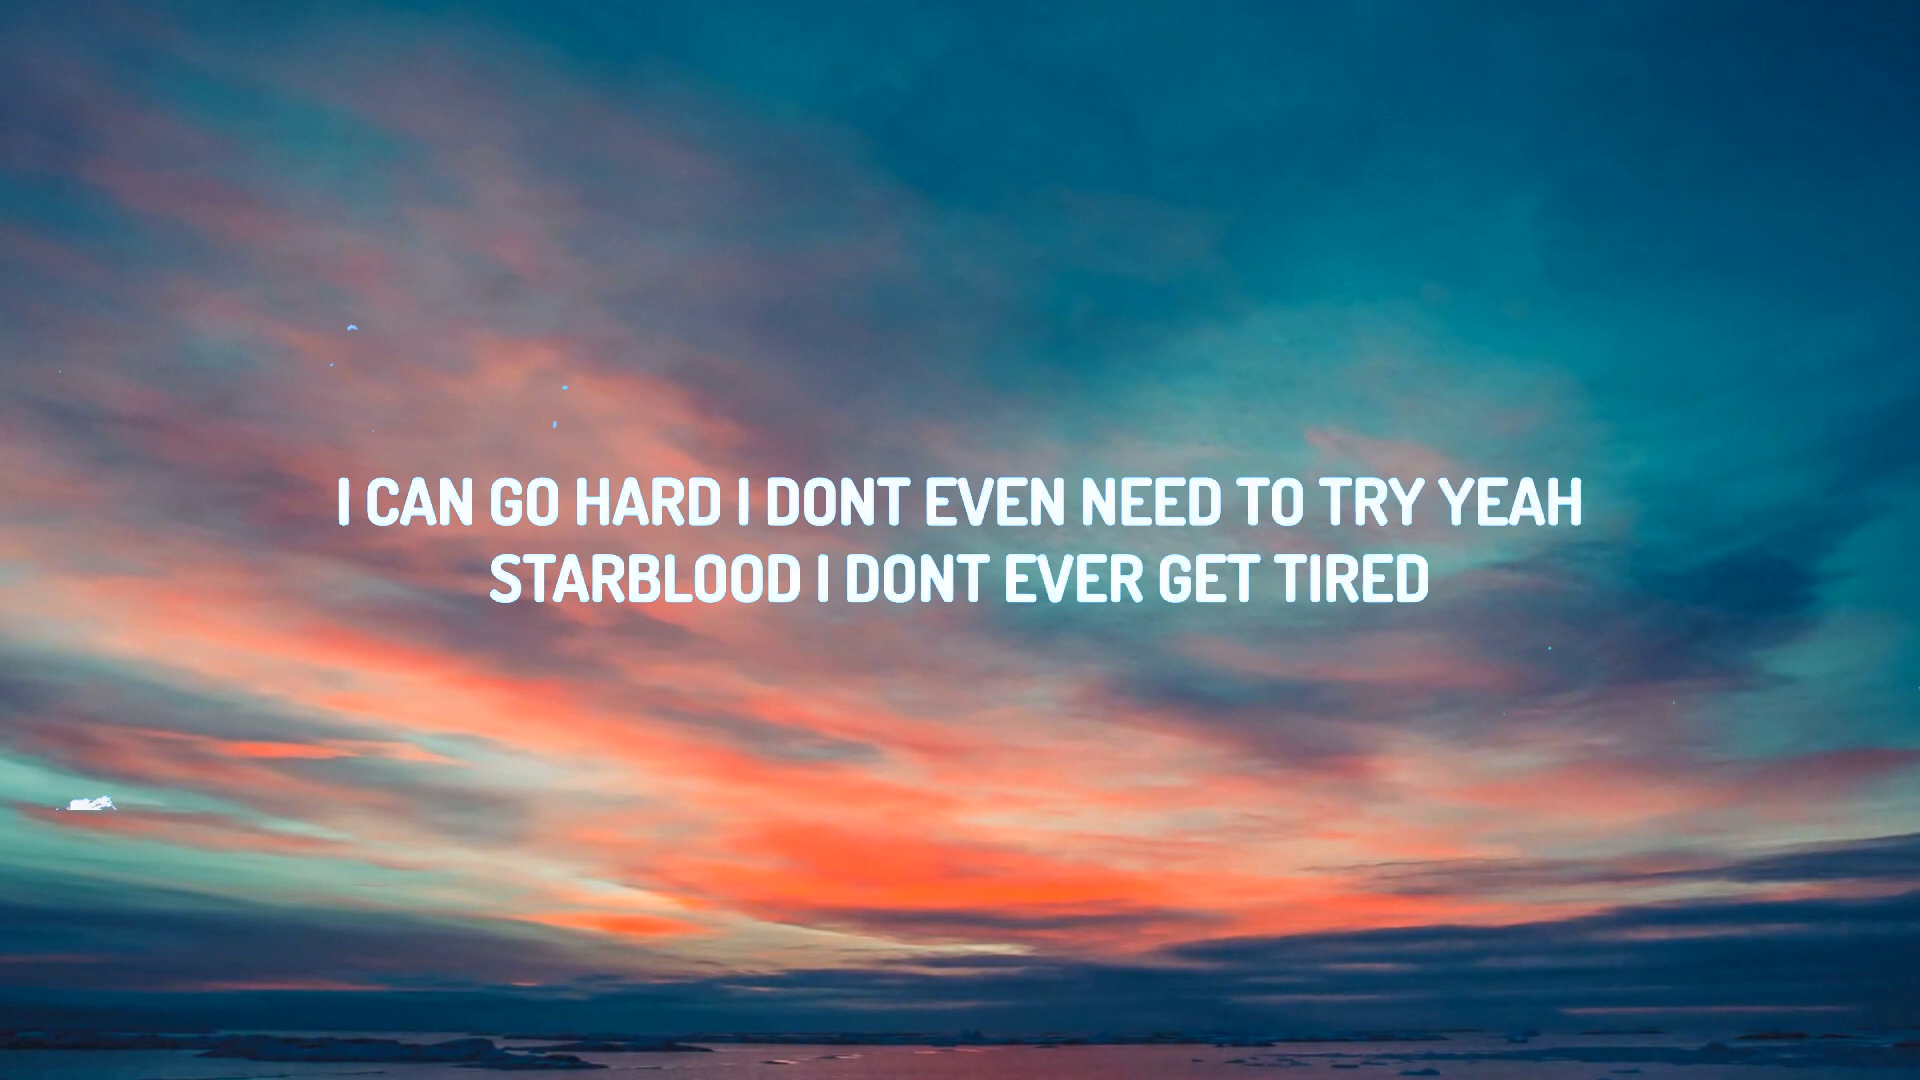 I CAN GO HARD I DONT EVEN NEED TO TRY YEAH
STARBLOOD I DONT EVER GET TIRED